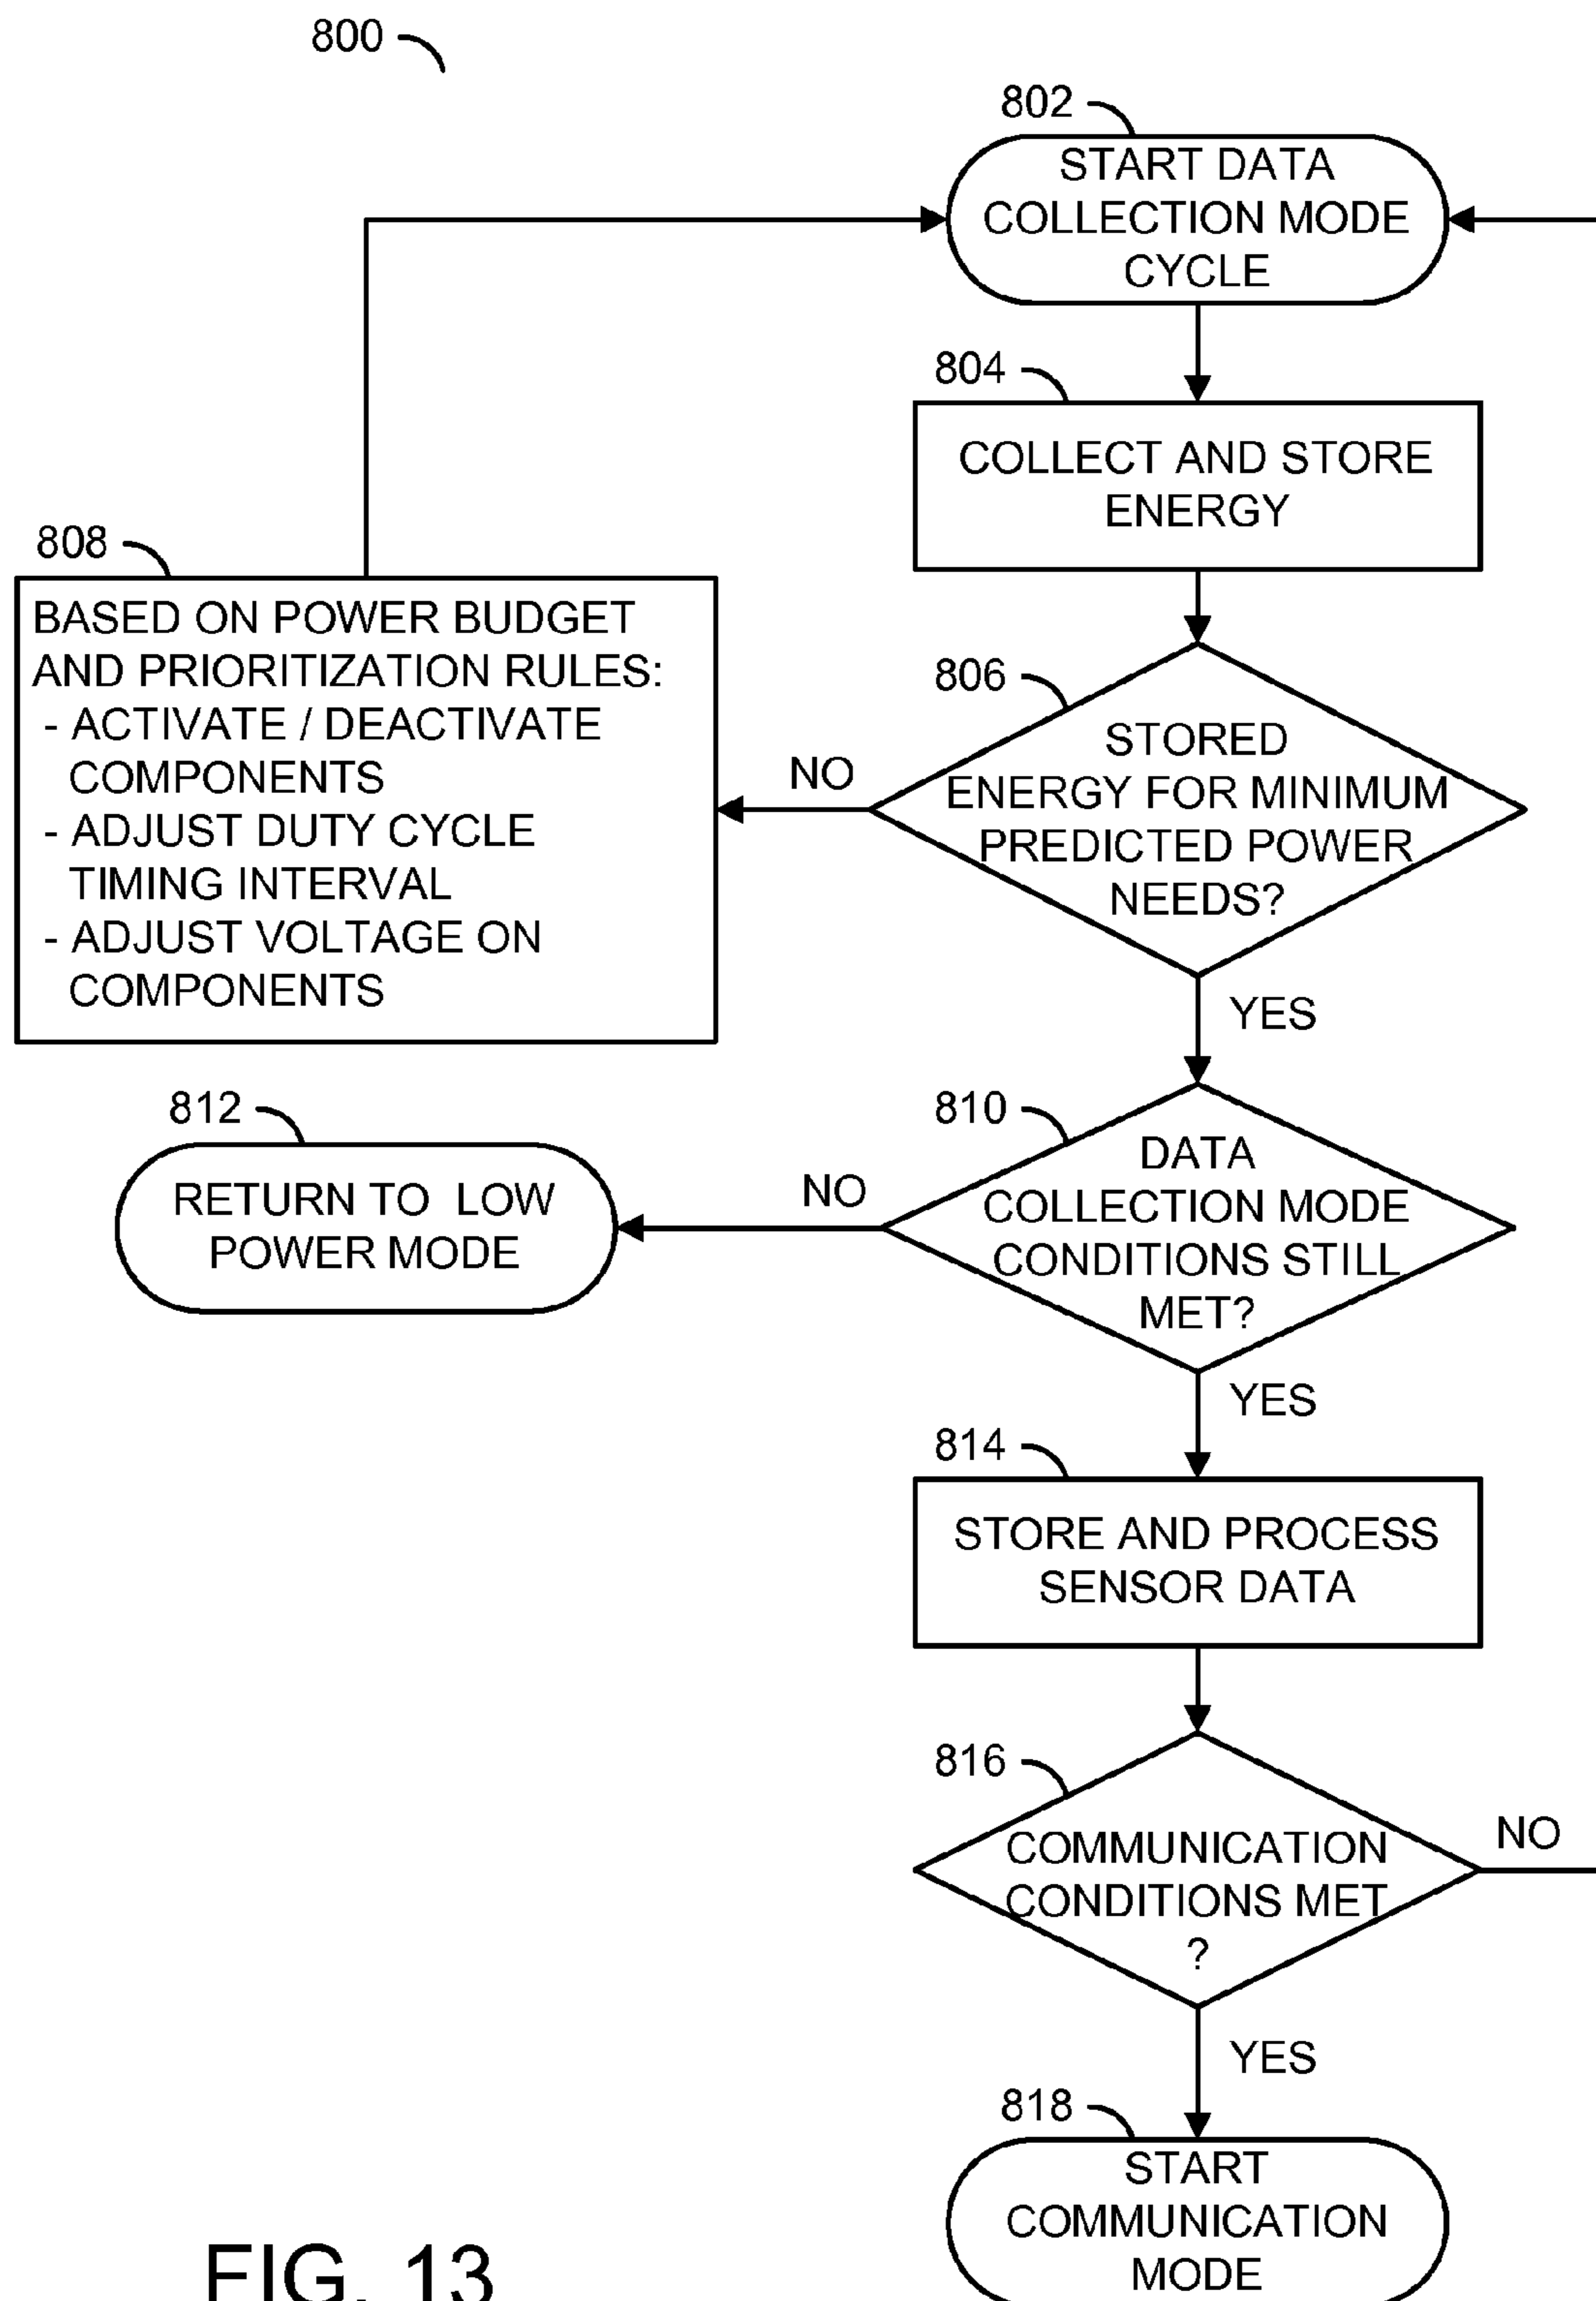 800
802
START DATA
COLLECTION MODE
CYCLE
804
COLLECT AND STORE
ENERGY
808
BASED ON POWER BUDGET
AND PRIORITIZATION RULES:
- ACTIVATE / DEACTIVATE
COMPONENTS
- ADJUST DUTY CYCLE
TIMING INTERVAL
- ADJUST VOLTAGE ON
COMPONENTS
806
STORED
ENERGY FOR MINIMUM
PREDICTED POWER
NEEDS?
NO
YES
812
RETURN TO LOW
POWER MODE
810
DATA
COLLECTION MODE
CONDITIONS STILL
MET?
NO
YES
814
STORE AND PROCESS
SENSOR DATA
816
COMMUNICATION
CONDITIONS MET
?
NO
YES
818
START
COMMUNICATION
MODE
FIG. 13